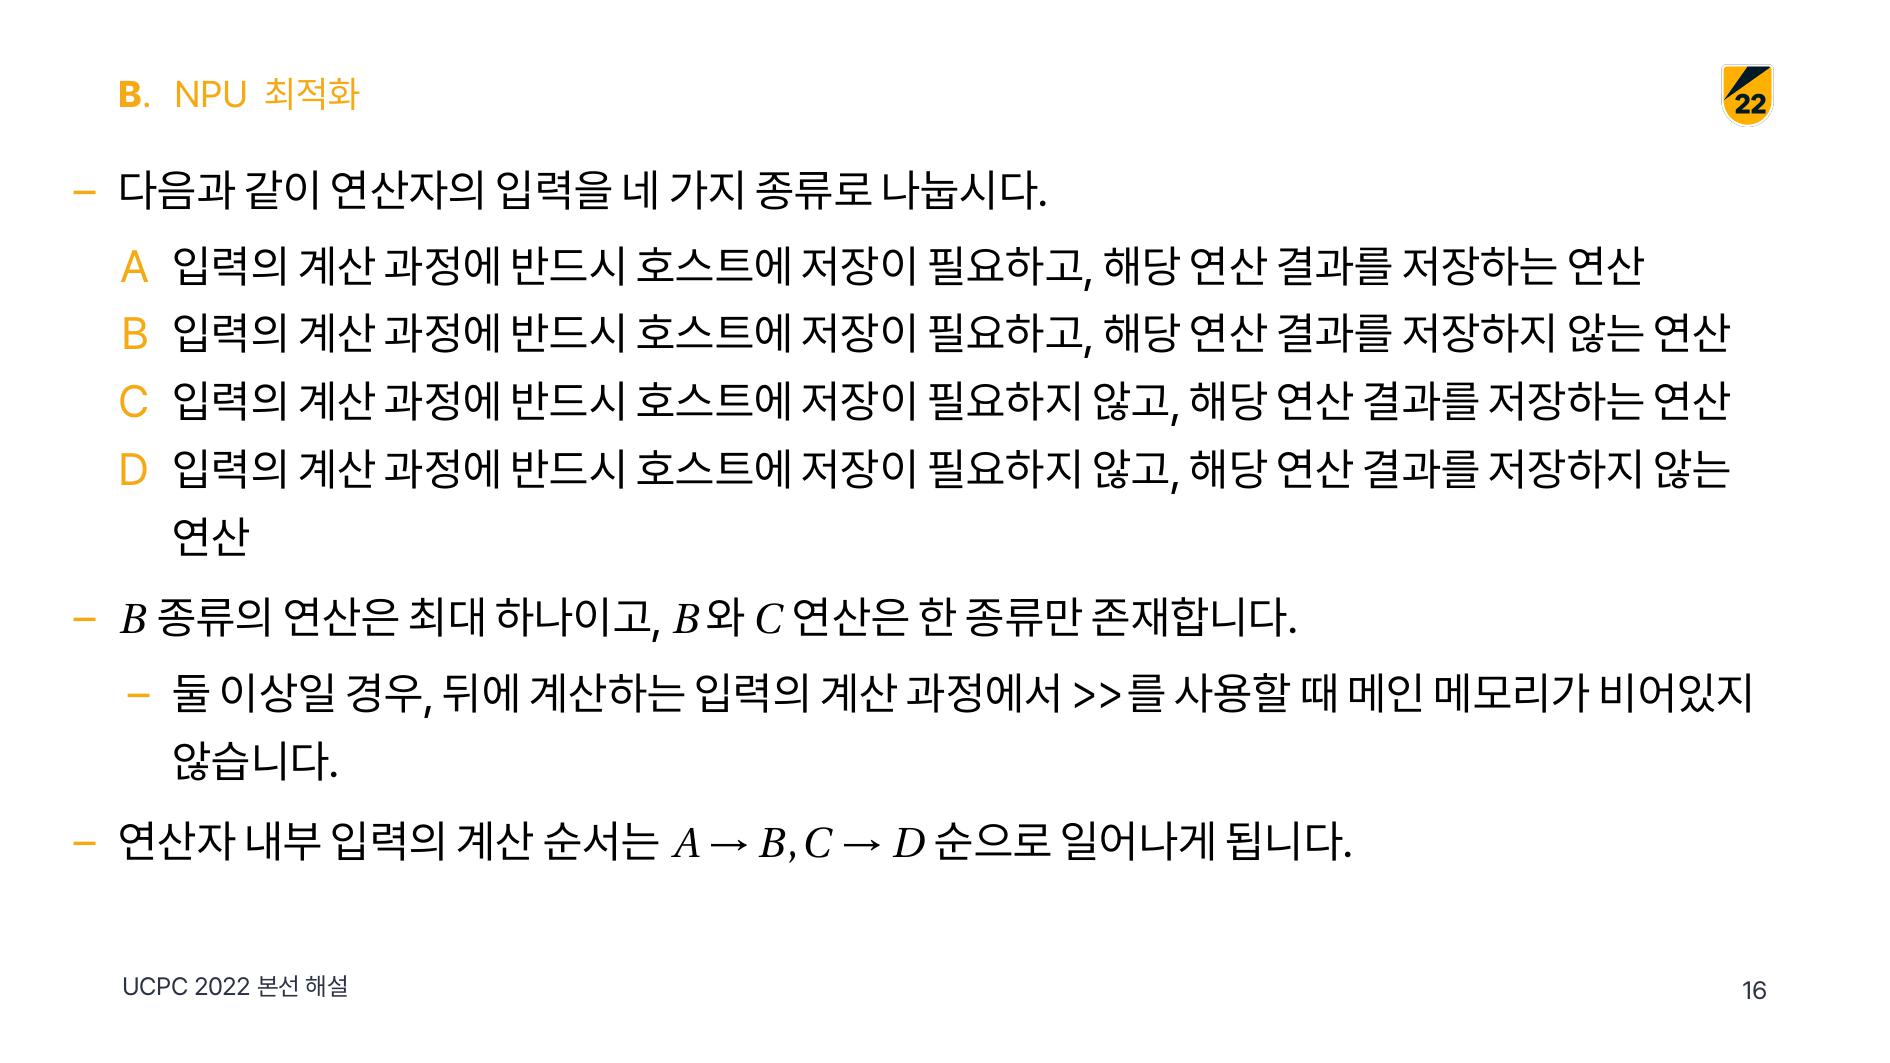 B. NPU 최적화
22
– 다음과 같이 연산자의 입력을 네 가지 종류로 나눕시다.
A 입력의 계산 과정에 반드시 호스트에 저장이 필요하고, 해당 연산 결과를 저장하는 연산
B 입력의 계산 과정에 반드시 호스트에 저장이 필요하고, 해당 연산 결과를 저장하지 않는 연산
C 입력의 계산 과정에 반드시 호스트에 저장이 필요하지 않고, 해당 연산 결과를 저장하는 연산
D 입력의 계산 과정에 반드시 호스트에 저장이 필요하지 않고, 해당 연산 결과를 저장하지 않는
연산
– B 종류의 연산은 최대 하나이고, B와 C 연산은 한 종류만 존재합니다.
– 둘 이상일 경우, 뒤에 계산하는 입력의 계산 과정에서 >>를 사용할 때 메인 메모리가 비어있지
않습니다.
– 연산자 내부 입력의 계산 순서는 A → B, C → D 순으로 일어나게 됩니다.
UCPC 2022 본선 해설
16